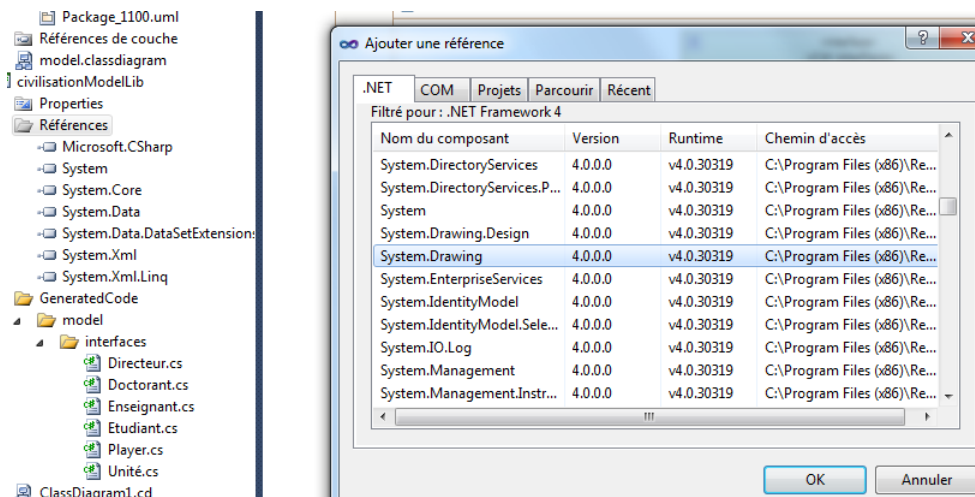 Package_1100.uml
Références de couche
model.classdiagram
civilisationModelLib
Properties
Références
Microsoft.CSharp
System
System.Core
System.Data
System.Data.DataSetExtensions
System.Xml
System.Xml.Linq
GeneratedCode
model
interfaces
Directeur.cs
Doctorant.cs
Enseignant.cs
Etudiant.cs
Player.cs
Unité.cs
ClassDiagram1.cd
Ajouter une référence
.NET COM Projets Parcourir Récent
Filtré pour : .NET Framework 4
Nom du composant Version Runtime Chemin d'accès
System.DirectoryServices 4.0.0.0 v4.0.30319 C:\Program Files (x86)\Re...
System.DirectoryServices.P... 4.0.0.0 v4.0.30319 C:\Program Files (x86)\Re...
System 4.0.0.0 v4.0.30319 C:\Program Files (x86)\Re...
System.Drawing.Design 4.0.0.0 v4.0.30319 C:\Program Files (x86)\Re...
System.Drawing 4.0.0.0 v4.0.30319 C:\Program Files (x86)\Re...
System.EnterpriseServices 4.0.0.0 v4.0.30319 C:\Program Files (x86)\Re...
System.IdentityModel 4.0.0.0 v4.0.30319 C:\Program Files (x86)\Re...
System.IdentityModel.Sele... 4.0.0.0 v4.0.30319 C:\Program Files (x86)\Re...
System.IO.Log 4.0.0.0 v4.0.30319 C:\Program Files (x86)\Re...
System.Management 4.0.0.0 v4.0.30319 C:\Program Files (x86)\Re...
System.Management.Instr... 4.0.0.0 v4.0.30319 C:\Program Files (x86)\Re...
OK Annuler